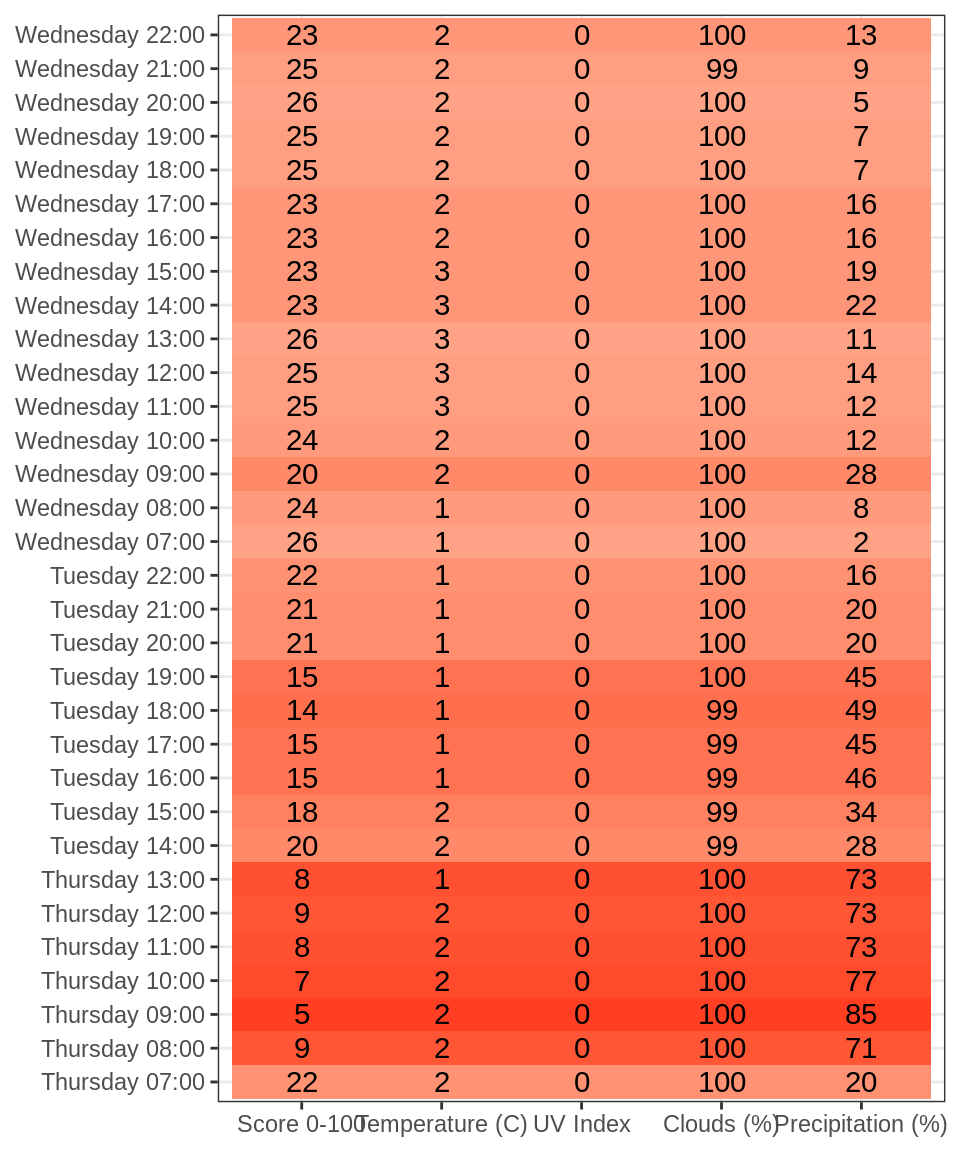 Wednesday 22:00 23 2 0 100 13
Wednesday 21:00 25 2 0 99 9
Wednesday 20:00 26 2 0 100 5
Wednesday 19:00 25 2 0 100 7
Wednesday 18:00 25 2 0 100 7
Wednesday 17:00 23 2 0 100 16
Wednesday 16:00 23 2 0 100 16
Wednesday 15:00 23 3 0 100 19
Wednesday 14:00 23 3 0 100 22
Wednesday 13:00 26 3 0 100 11
Wednesday 12:00 25 3 0 100 14
Wednesday 11:00 25 3 0 100 12
Wednesday 10:00 24 2 0 100 12
Wednesday 09:00 20 2 0 100 28
Wednesday 08:00 24 1 0 100 8
Wednesday 07:00 26 1 0 100 2
Tuesday 22:00 22 1 0 100 16
Tuesday 21:00 21 1 0 100 20
Tuesday 20:00 21 1 0 100 20
Tuesday 19:00 15 1 0 100 45
Tuesday 18:00 14 1 0 99 49
Tuesday 17:00 15 1 0 99 45
Tuesday 16:00 15 1 0 99 46
Tuesday 15:00 18 2 0 99 34
Tuesday 14:00 20 2 0 99 28
Thursday 13:00 8 1 0 100 73
Thursday 12:00 9 2 0 100 73
Thursday 11:00 8 2 0 100 73
Thursday 10:00 7 2 0 100 77
Thursday 09:00 5 2 0 100 85
Thursday 08:00 9 2 0 100 71
Thursday 07:00 22 2 0 100 20
Score 0-100 Temperature (C) UV Index Clouds (%) Precipitation (%)